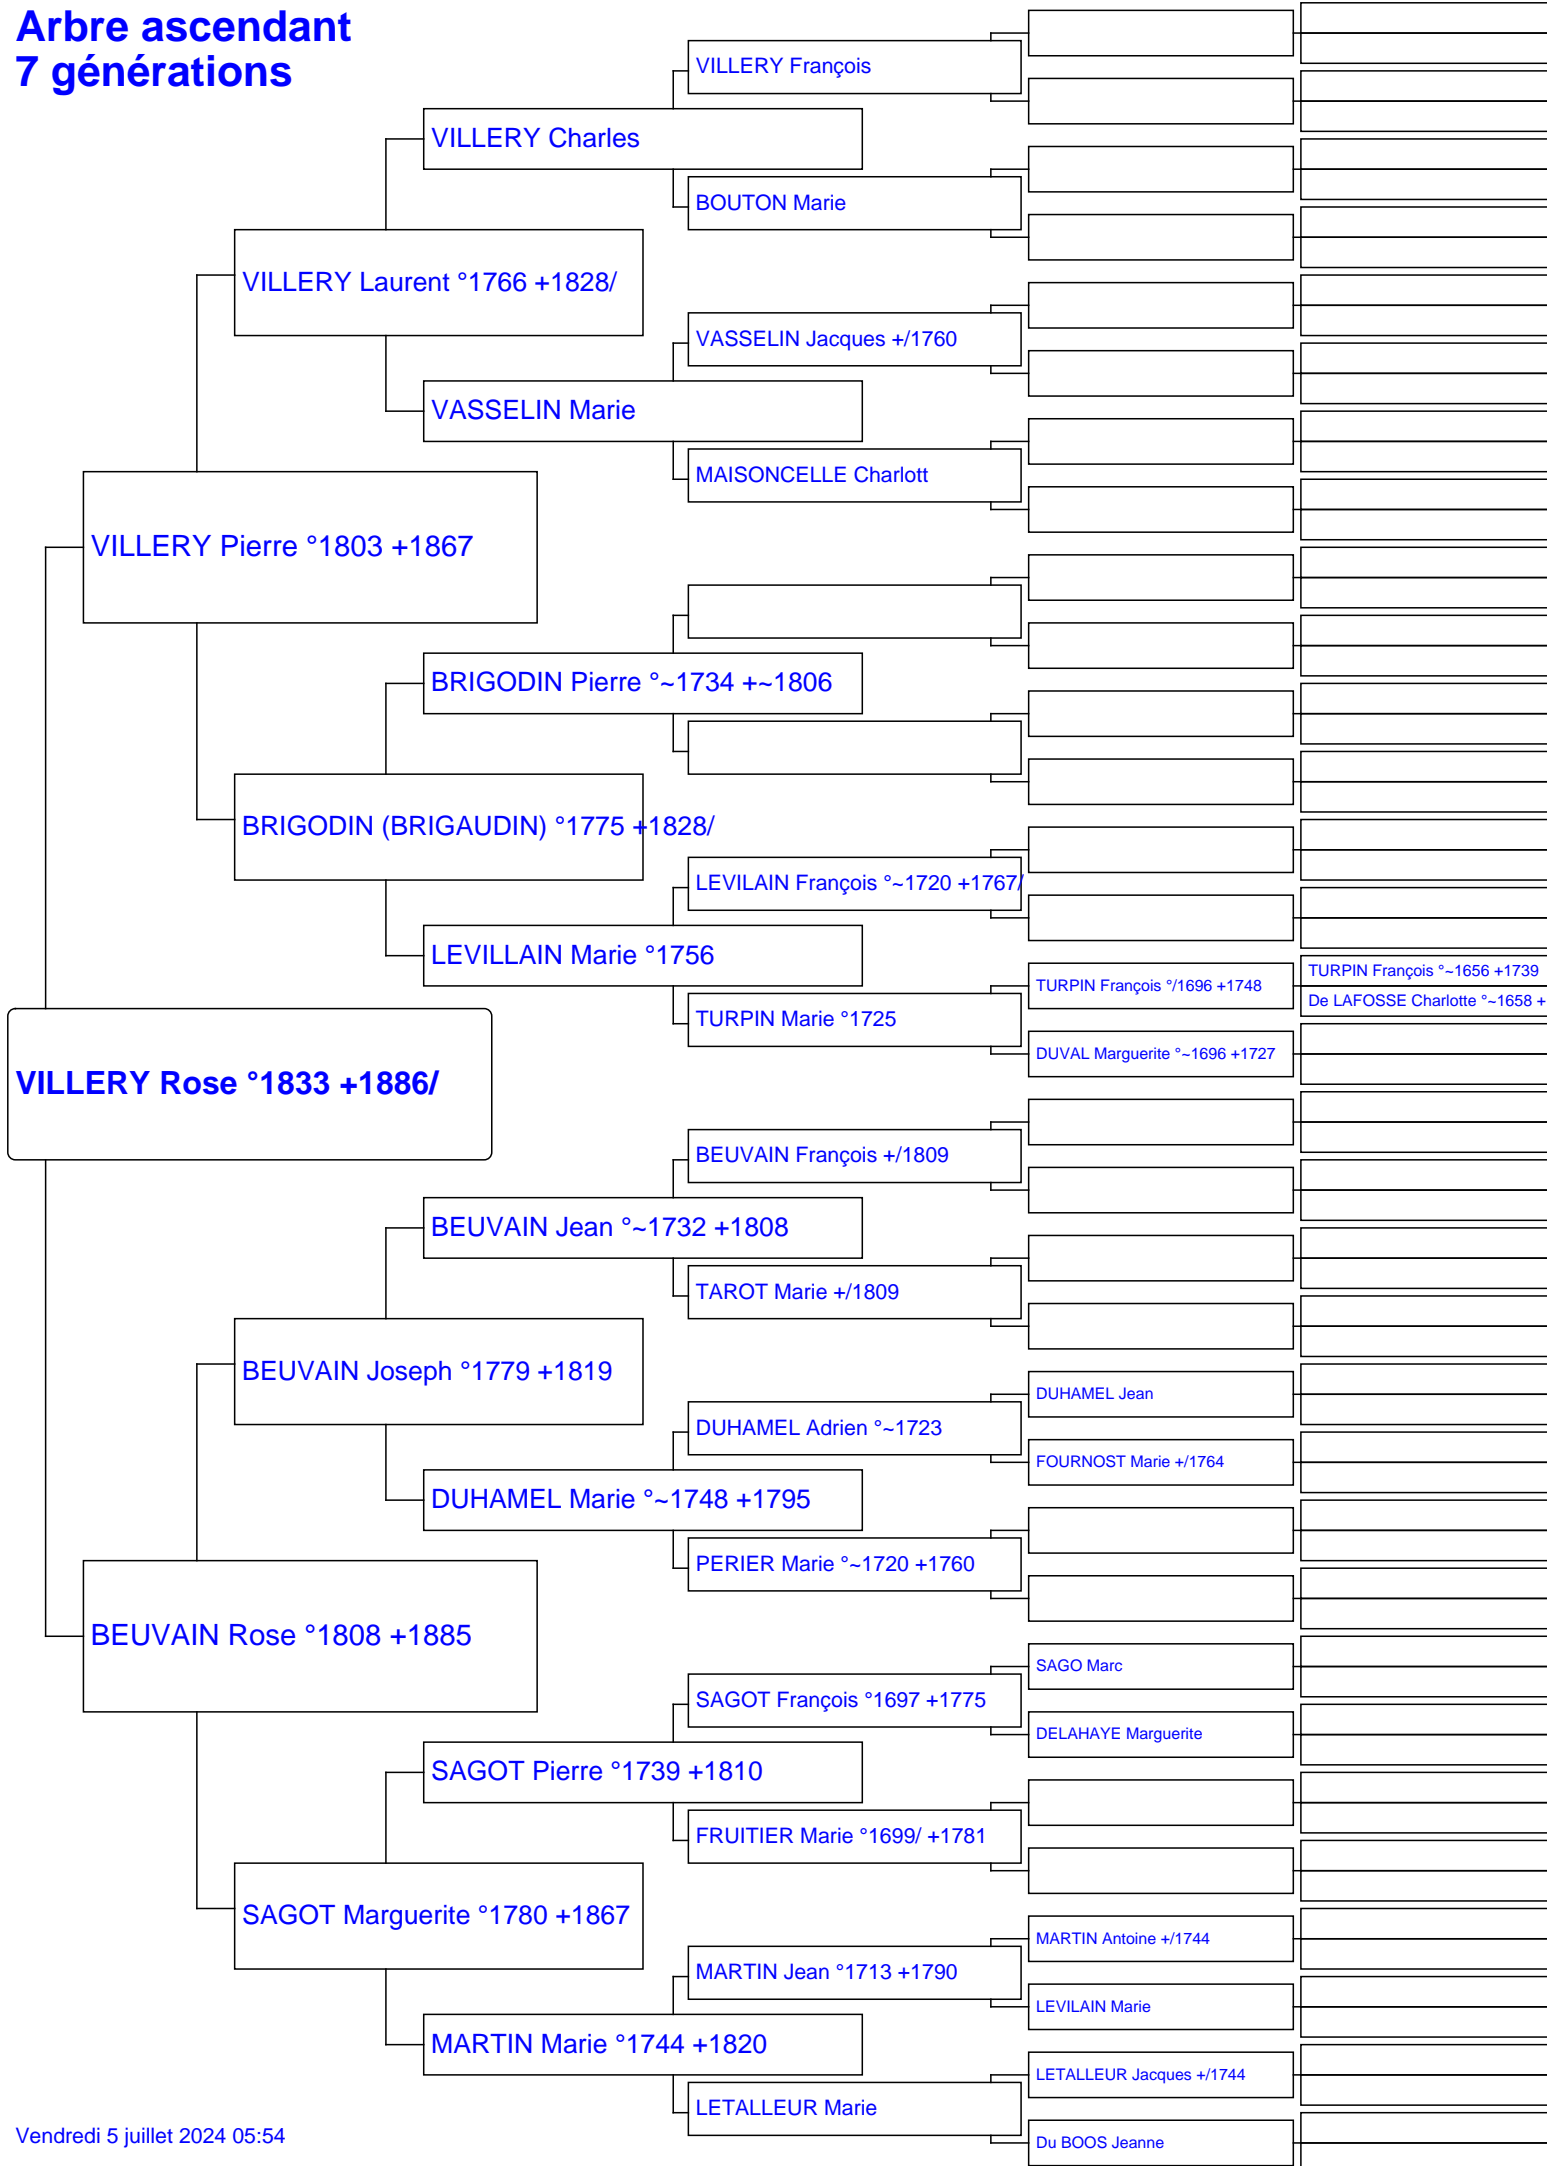 Arbre ascendant
7 générations
VILLERY François
VILLERY Charles
BOUTON Marie
VILLERY Laurent °1766 +1828/
VASSELIN Jacques +/1760
VASSELIN Marie
MAISONCELLE Charlott
VILLERY Pierre °1803 +1867
BRIGODIN Pierre °~1734 +~1806
BRIGODIN (BRIGAUDIN) °1775 +1828/
LEVILAIN François °~1720 +1767/
LEVILLAIN Marie °1756
TURPIN François °~1656 +1739
TURPIN François °/1696 +1748
De LAFOSSE Charlotte °~1658 +
TURPIN Marie °1725
DUVAL Marguerite °~1696 +1727
VILLERY Rose °1833 +1886/
BEUVAIN François +/1809
BEUVAIN Jean °~1732 +1808
TAROT Marie +/1809
BEUVAIN Joseph °1779 +1819
DUHAMEL Jean
DUHAMEL Adrien °~1723
FOURNOST Marie +/1764
DUHAMEL Marie °~1748 +1795
PERIER Marie °~1720 +1760
BEUVAIN Rose °1808 +1885
SAGO Marc
SAGOT François °1697 +1775
DELAHAYE Marguerite
SAGOT Pierre °1739 +1810
FRUITIER Marie °1699/ +1781
SAGOT Marguerite °1780 +1867
MARTIN Antoine +/1744
MARTIN Jean °1713 +1790
LEVILAIN Marie
MARTIN Marie °1744 +1820
LETALLEUR Jacques +/1744
LETALLEUR Marie
Du BOOS Jeanne
Vendredi 5 juillet 2024 05:54